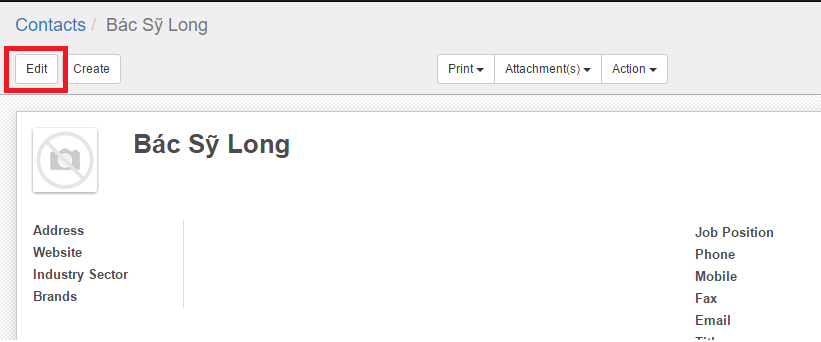 Contacts / Bác Sỹ Long
Edit Create Print Attachment(s) Action
Bác Sỹ Long
Address
Website
Industry Sector
Brands
Job Position
Phone
Mobile
Fax
Email